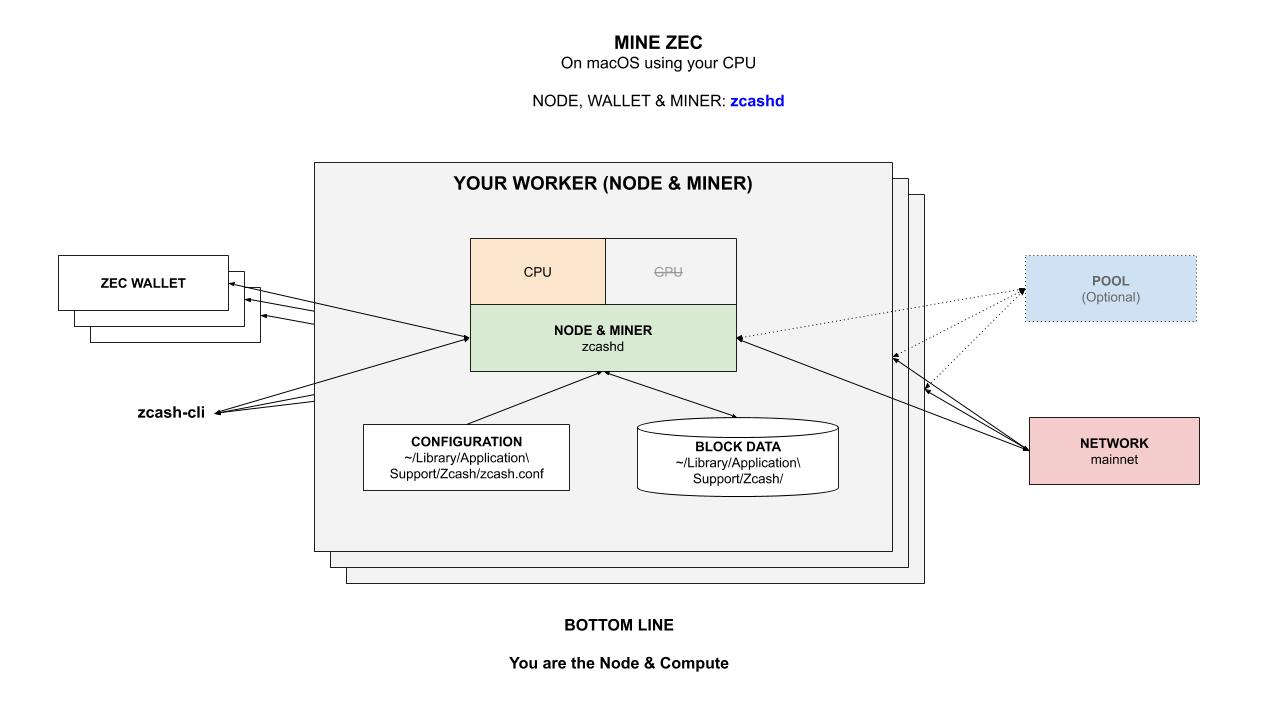 MINE ZEC
On macOS using your CPU
NODE, WALLET & MINER: zcashd
YOUR WORKER (NODE & MINER)
CPU
GPU
NODE & MINER
zcashd
ZEC WALLET
zcash-cli
CONFIGURATION
~/Library/Application\
Support/Zcash/zcash.conf
BLOCK DATA
~/Library/Application\
Support/Zcash/
POOL
(Optional)
NETWORK
mainnet
BOTTOM LINE
You are the Node & Compute